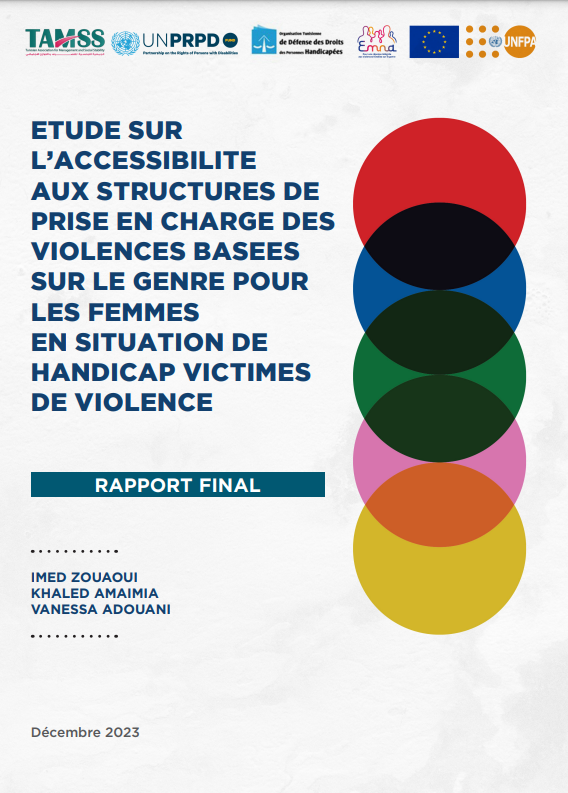 TAMSS
UNPRPD FUND
Partnership on the Rights of Persons with Disabilities
Organisation Tunisienne
de Défense des Droits
des Personnes Handicapées
Emna
UNFPA
ETUDE SUR
L’ACCESSIBILITE
AUX STRUCTURES DE
PRISE EN CHARGE DES
VIOLENCES BASEES
SUR LE GENRE POUR
LES FEMMES
EN SITUATION DE
HANDICAP VICTIMES
DE VIOLENCE
RAPPORT FINAL
IMED ZOUAOUI
KHALED AMAIMIA
VANESSA ADOUANI
Décembre 2023